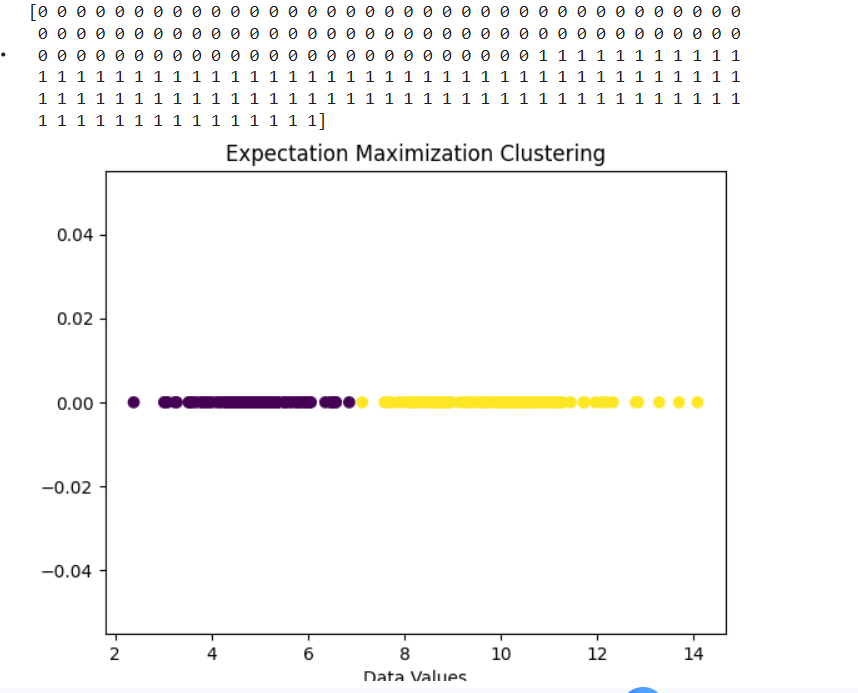 [0 0 0 0 0 0 0 0 0 0 0 0 0 0 0 0 0 0 0 0 0 0 0 0 0 0 0 0 0 0 0 0 0 0 0 0 0
0 0 0 0 0 0 0 0 0 0 0 0 0 0 0 0 0 0 0 0 0 0 0 0 0 0 0 0 0 0 0 0 0 0 0 0 0
0 0 0 0 0 0 0 0 0 0 0 0 0 0 0 0 0 0 0 0 0 0 0 0 0 0 1 1 1 1 1 1 1 1 1 1 1
1 1 1 1 1 1 1 1 1 1 1 1 1 1 1 1 1 1 1 1 1 1 1 1 1 1 1 1 1 1 1 1 1 1 1 1 1
1 1 1 1 1 1 1 1 1 1 1 1 1 1 1 1 1 1 1 1 1 1 1 1 1 1 1 1 1 1 1 1 1 1 1 1 1
1 1 1 1 1 1 1 1 1 1 1 1 1 1 1]
Expectation Maximization Clustering
0.04
0.02
0.00
−0.02
−0.04
2 4 6 8 10 12 14
Data Values